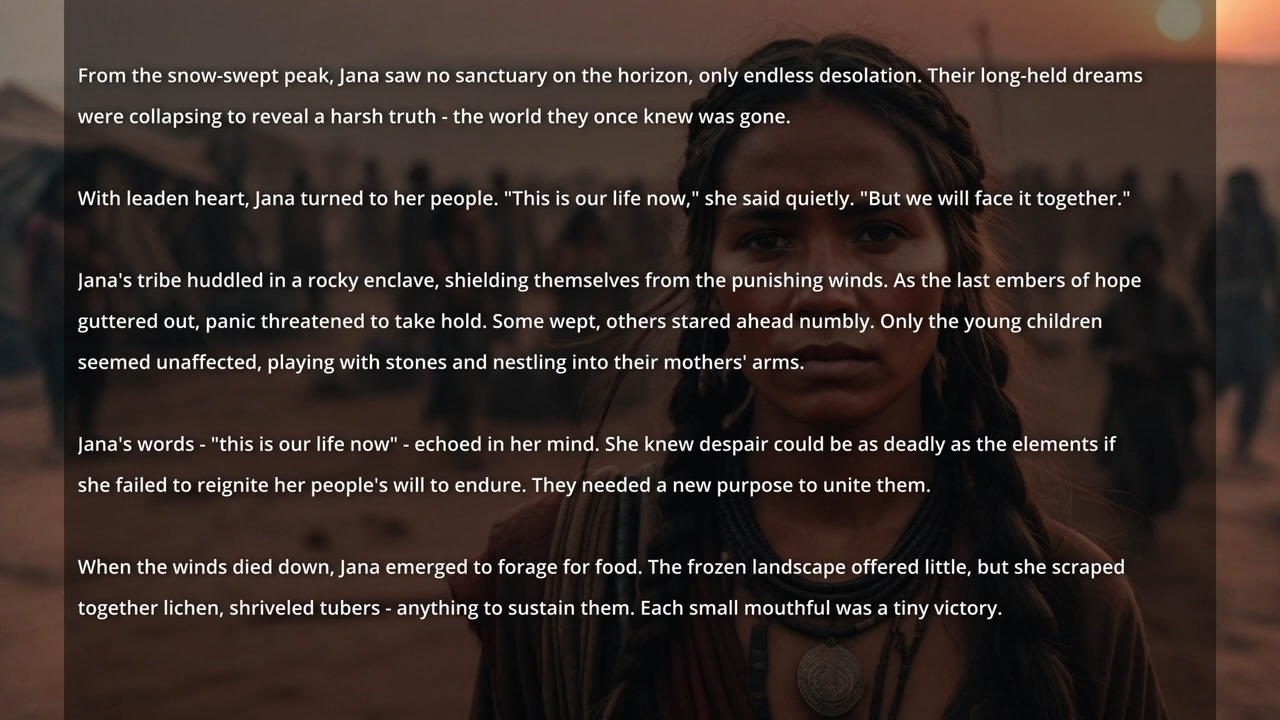 From the snow-swept peak, Jana saw no sanctuary on the horizon, only endless desolation. Their long-held dreams
were collapsing to reveal a harsh truth - the world they once knew was gone.
With leaden heart, Jana turned to her people. "This is our life now," she said quietly. "But we will face it together."
Jana's tribe huddled in a rocky enclave, shielding themselves from the punishing winds. As the last embers of hope
guttered out, panic threatened to take hold. Some wept, others stared ahead numbly. Only the young children
seemed unaffected, playing with stones and nestling into their mothers' arms.
Jana's words - "this is our life now" - echoed in her mind. She knew despair could be as deadly as the elements if
she failed to reignite her people's will to endure. They needed a new purpose to unite them.
When the winds died down, Jana emerged to forage for food. The frozen landscape offered little, but she scraped
together lichen, shriveled tubers - anything to sustain them. Each small mouthful was a tiny victory.